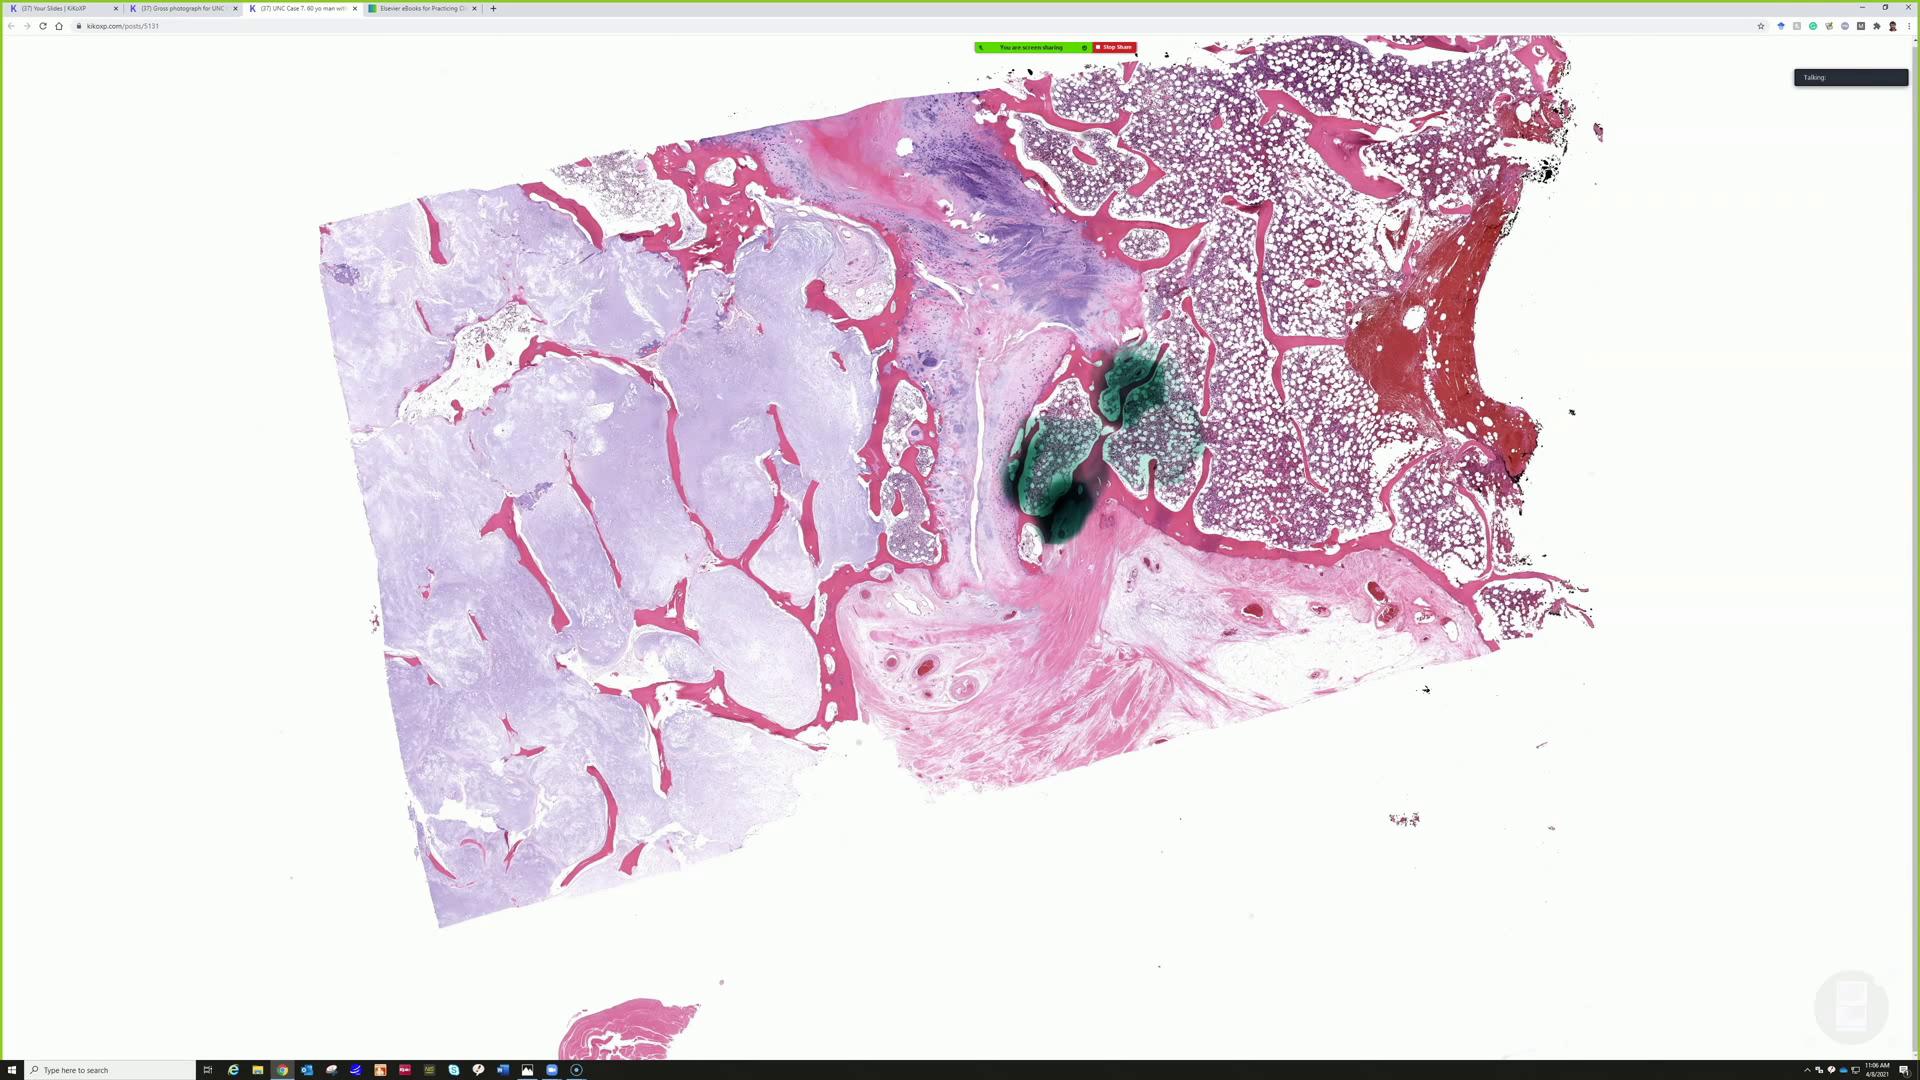 (37) Your Slides | KiKoXP
(37) Gross photograph for UNC
(37) UNC Case 7. 60 yo man with
Elsevier eBooks for Practicing Cli
kikoxp.com/posts/5131
You are screen sharing
Stop Share
Talking:
Type here to search
11:06 AM
4/8/2021